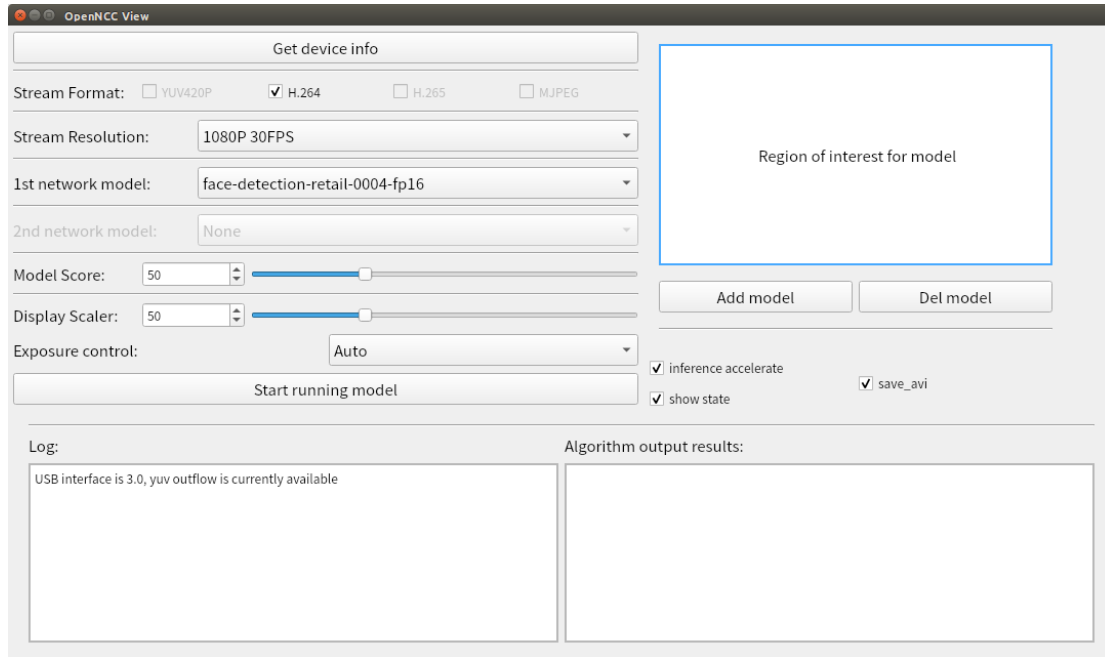 OpenNCC View
Get device info
Stream Format: YUV420P H.264 H.265 MJPEG
Stream Resolution: 1080P 30FPS
1st network model: face-detection-retail-0004-fp16
2nd network model: None
Model Score: 50
Display Scaler: 50
Exposure control: Auto
Start running model
Region of interest for model
Add model Del model
inference accelerate
save_avi
show state
Log:
USB interface is 3.0, yuv outflow is currently available
Algorithm output results: